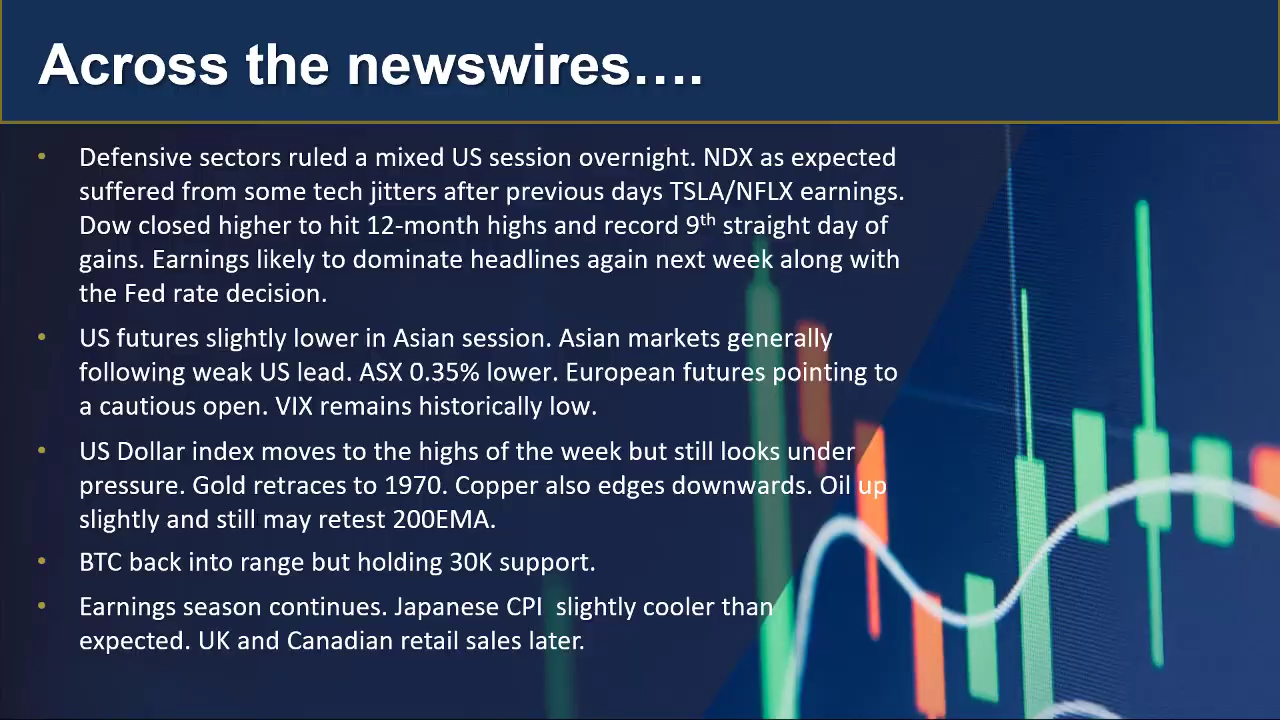 Across the newswires….
• Defensive sectors ruled a mixed US session overnight. NDX as expected
suffered from some tech jitters after previous days TSLA/NFLX earnings.
Dow closed higher to hit 12-month highs and record 9th straight day of
gains. Earnings likely to dominate headlines again next week along with
the Fed rate decision.
• US futures slightly lower in Asian session. Asian markets generally
following weak US lead. ASX 0.35% lower. European futures pointing to
a cautious open. VIX remains historically low.
• US Dollar index moves to the highs of the week but still looks under
pressure. Gold retraces to 1970. Copper also edges downwards. Oil up
slightly and still may retest 200EMA.
• BTC back into range but holding 30K support.
• Earnings season continues. Japanese CPI  slightly cooler than
expected. UK and Canadian retail sales later.